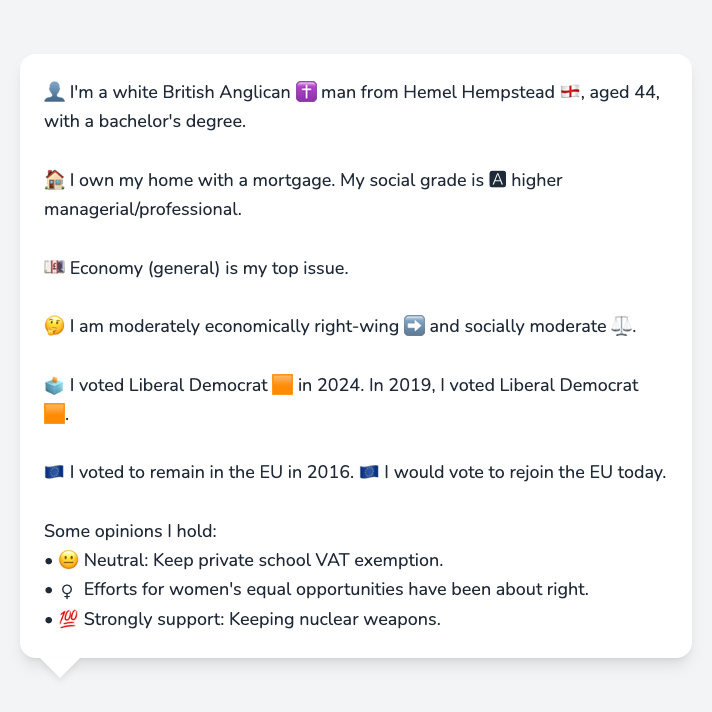 👤 I'm a white British Anglican ✝️ man from Hemel Hempstead 🏴󠁧󠁢󠁥󠁮󠁧󠁿, aged 44,
with a bachelor's degree.
🏠 I own my home with a mortgage. My social grade is 🅰 higher
managerial/professional.
💷 Economy (general) is my top issue.
🤔 I am moderately economically right-wing ➡️ and socially moderate ⚖️.
🗳️ I voted Liberal Democrat 🟧 in 2024. In 2019, I voted Liberal Democrat
🟧.
🇪🇺 I voted to remain in the EU in 2016. 🇪🇺 I would vote to rejoin the EU today.
Some opinions I hold:
• 😐 Neutral: Keep private school VAT exemption.
• ♀ Efforts for women's equal opportunities have been about right.
• 💯 Strongly support: Keeping nuclear weapons.